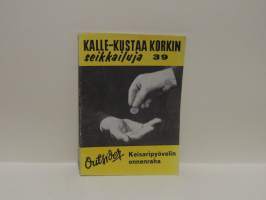 KALLE-KUSTAA KORKIN
seikkailuja 39
Outsider
Keisaripyövelin
onnenraha